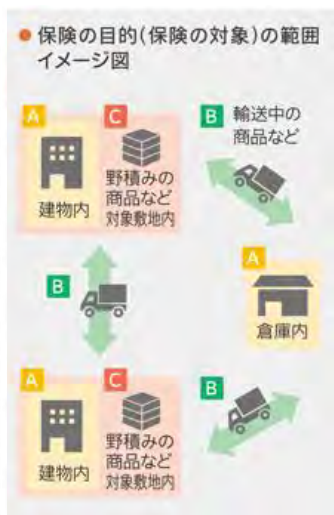 ● 保険の目的(保険の対象)の範囲
イメージ図
A
建物内
C
野積みの
商品など
対象敷地内
B 輸送中の
商品など
B
A
倉庫内
A
建物内
C
野積みの
商品など
対象敷地内
B